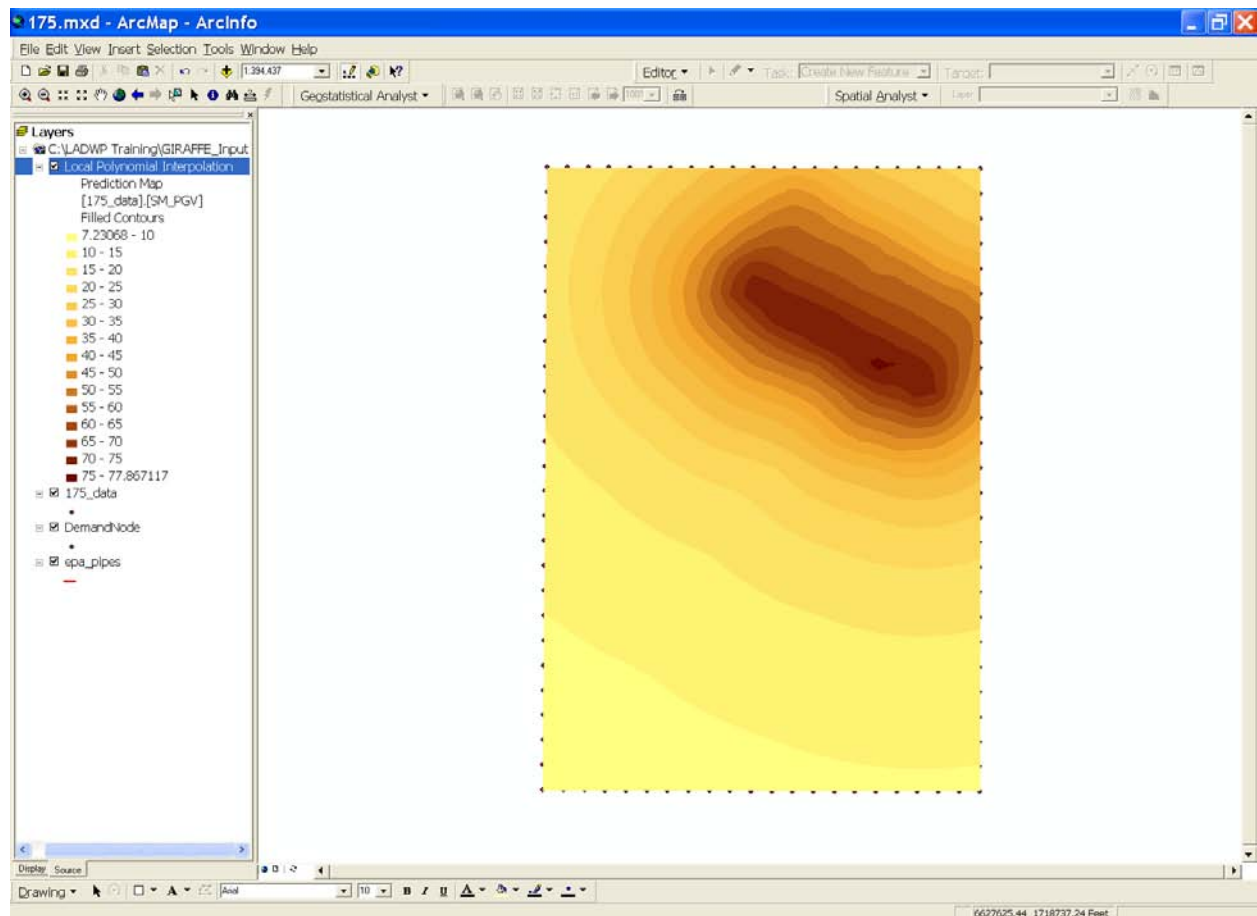 175.mxd - ArcMap - ArcInfo
File Edit View Insert Selection Tools Window Help
1:394,437 Editor Task: Create New Feature Target:
Geostatistical Analyst Spatial Analyst Layer:
Layers
C:\LADWP Training\GIRAFFE_Input
Local Polynomial Interpolation
Prediction Map
[175_data].[SM_PGV]
Filled Contours
7.23068 - 10
10 - 15
15 - 20
20 - 25
25 - 30
30 - 35
35 - 40
40 - 45
45 - 50
50 - 55
55 - 60
60 - 65
65 - 70
70 - 75
75 - 77.867117
175_data
DemandNode
epa_pipes
Display Source
Drawing A Arial 10 B I U A
6627625.44 1718737.24 Feet